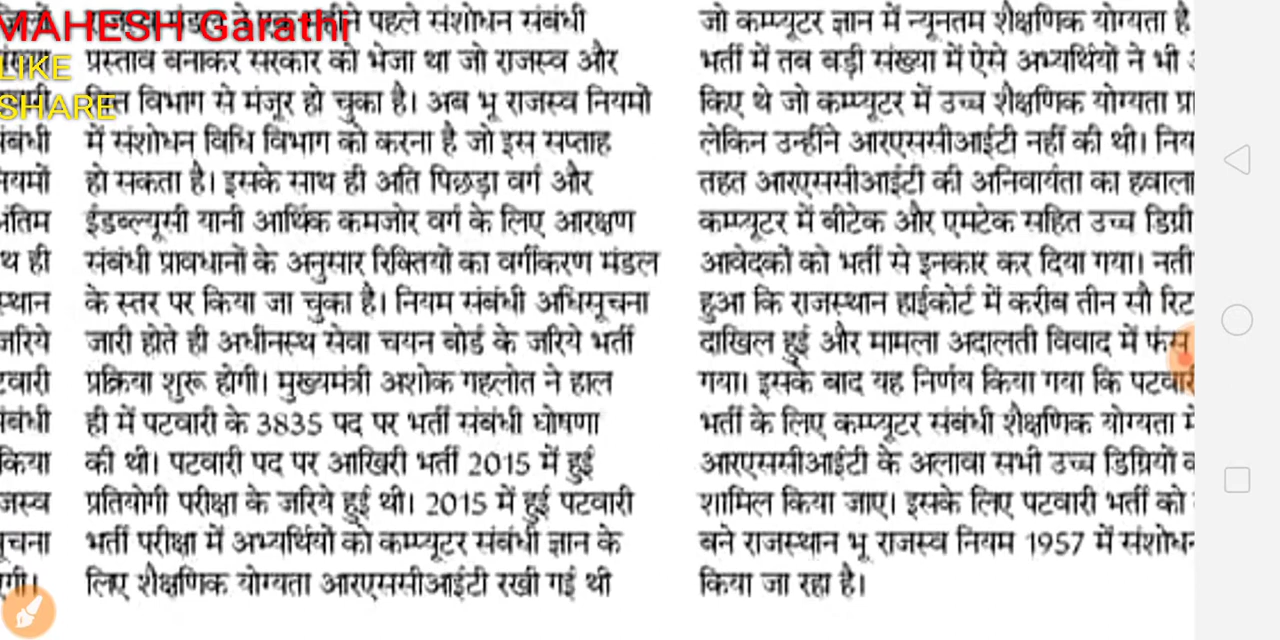 MAHESH Garathi
LIKE
SHARE
पहले संशोधन संबंधी
प्रस्ताव बनाकर सरकार को भेजा था जो राजस्व और
वित्त विभाग से मंजूर हो चुका है। अब भू राजस्व नियमों
में संशोधन विधि विभाग को करना है जो इस सप्ताह
हो सकता है। इसके साथ ही अति पिछड़ा वर्ग और
ईडब्ल्यूसी यानी आर्थिक कमजोर वर्ग के लिए आरक्षण
संबंधी प्रावधानों के अनुसार रिक्तियों का वर्गीकरण मंडल
के स्तर पर किया जा चुका है। नियम संबंधी अधिसूचना
जारी होते ही अधीनस्थ सेवा चयन बोर्ड के जरिये भर्ती
प्रक्रिया शुरू होगी। मुख्यमंत्री अशोक गहलोत ने हाल
ही में पटवारी के 3835 पद पर भर्ती संबंधी घोषणा
की थी। पटवारी पद पर आखिरी भर्ती 2015 में हुई
प्रतियोगी परीक्षा के जरिये हुई थी। 2015 में हुई पटवारी
भर्ती परीक्षा में अभ्यर्थियों को कम्प्यूटर संबंधी ज्ञान के
लिए शैक्षणिक योग्यता आरएससीआईटी रखी गई थी
जो कम्प्यूटर ज्ञान में न्यूनतम शैक्षणिक योग्यता है
भर्ती में तब बड़ी संख्या में ऐसे अभ्यर्थियों ने भी
किए थे जो कम्प्यूटर में उच्च शैक्षणिक योग्यता प्रा
लेकिन उन्होंने आरएससीआईटी नहीं की थी। निय
तहत आरएससीआईटी की अनिवार्यता का हवाला
कम्प्यूटर में बीटेक और एमटेक सहित उच्च डिग्री
आवेदकों को भर्ती से इनकार कर दिया गया। नती
हुआ कि राजस्थान हाईकोर्ट में करीब तीन सौ रिट
दाखिल हुई और मामला अदालती विवाद में फंस
गया। इसके बाद यह निर्णय किया गया कि पटवारी
भर्ती के लिए कम्प्यूटर संबंधी शैक्षणिक योग्यता में
आरएससीआईटी के अलावा सभी उच्च डिग्रियों
शामिल किया जाए। इसके लिए पटवारी भर्ती को
बने राजस्थान भू राजस्व नियम 1957 में संशोधन
किया जा रहा है।